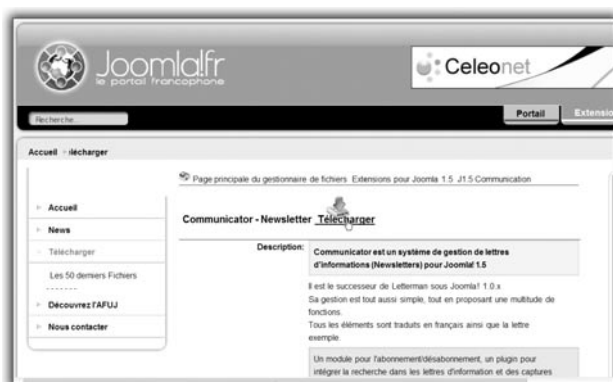 Joomla!fr
le portail francophone
Celeonet
Recherche...
Portail
Extensio
Accueil lécharger
Page principale du gestionnaire de fichiers Extensions pour Joomla 1.5 J1.5 Communication
Accueil
News
Télécharger
Les 50 derniers Fichiers
-------
Découvrez l'AFUJ
Nous contacter
Communicator - Newsletter Télécharger
Description:
Communicator est un système de gestion de lettres
d'informations (Newsletters) pour Joomla! 1.5
Il est le successeur de Letterman sous Joomla! 1.0.x
Sa gestion est tout aussi simple, tout en proposant une multitude de
fonctions.
Tous les éléments sont traduits en français ainsi que la lettre
exemple.
Un module pour l'abonnement/désabonnement, un plugin pour
intégrer la recherche dans les lettres d'information et des captures